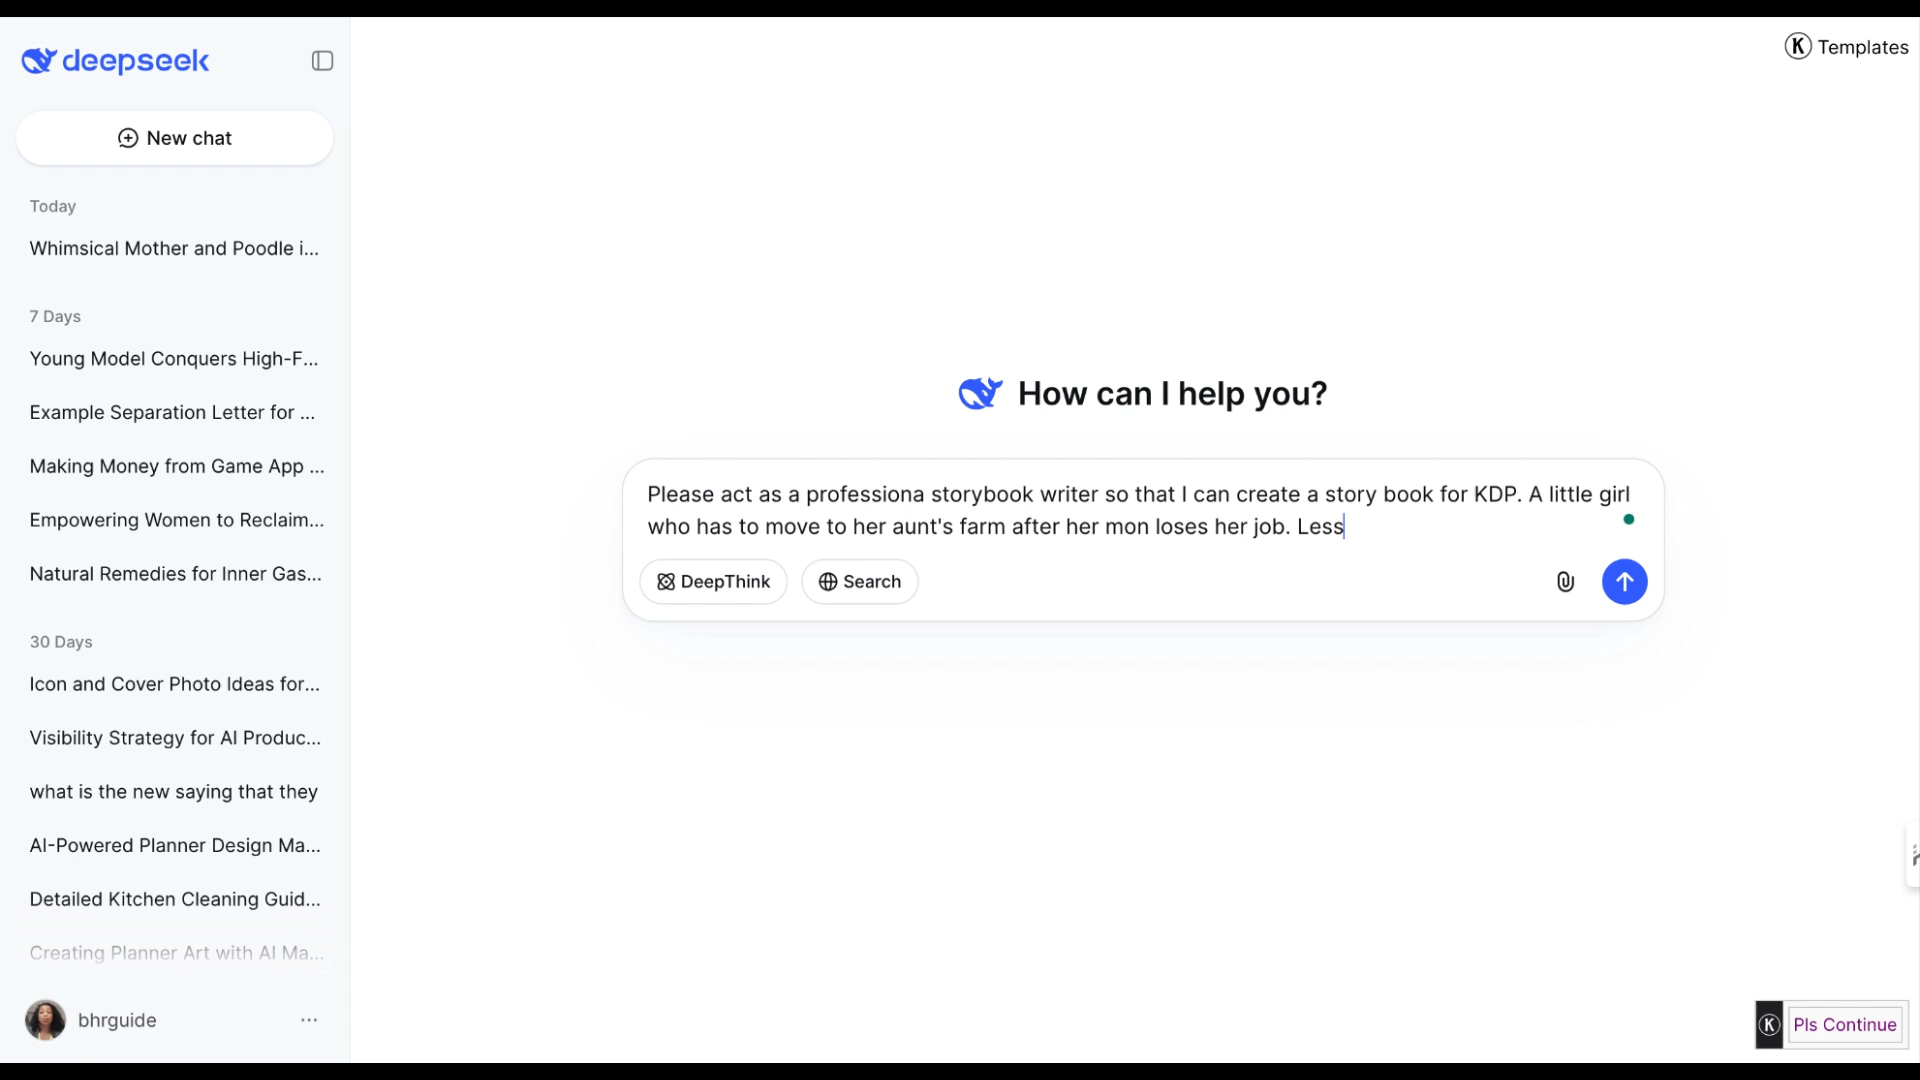 deepseek
Templates
New chat
Today
Whimsical Mother and Poodle i...
7 Days
Young Model Conquers High-F...
Example Separation Letter for ...
Making Money from Game App ...
Empowering Women to Reclaim...
Natural Remedies for Inner Gas...
30 Days
Icon and Cover Photo Ideas for...
Visibility Strategy for AI Produc...
what is the new saying that they
AI-Powered Planner Design Ma...
Detailed Kitchen Cleaning Guid...
Creating Planner Art with AI Ma...
bhrguide
How can I help you?
Please act as a professiona storybook writer so that I can create a story book for KDP. A little girl
who has to move to her aunt's farm after her mon loses her job. Less
DeepThink
Search
K
K
Pls Continue